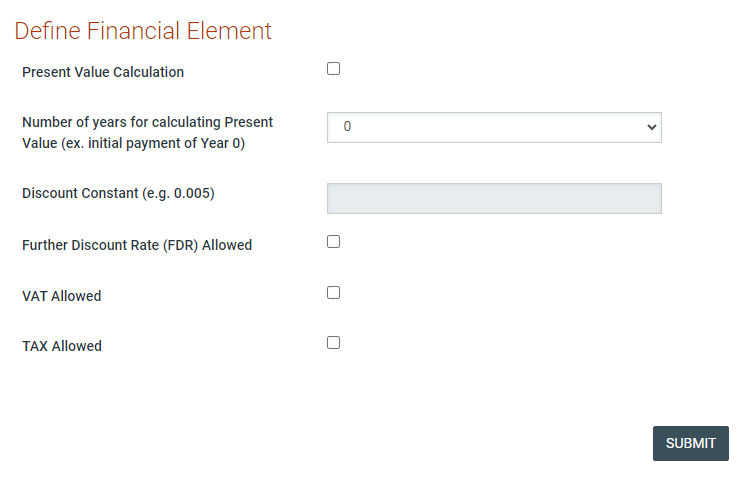 Define Financial Element
Present Value Calculation
Number of years for calculating Present
Value (ex. initial payment of Year 0)
0
Discount Constant (e.g. 0.005)
Further Discount Rate (FDR) Allowed
VAT Allowed
TAX Allowed
SUBMIT